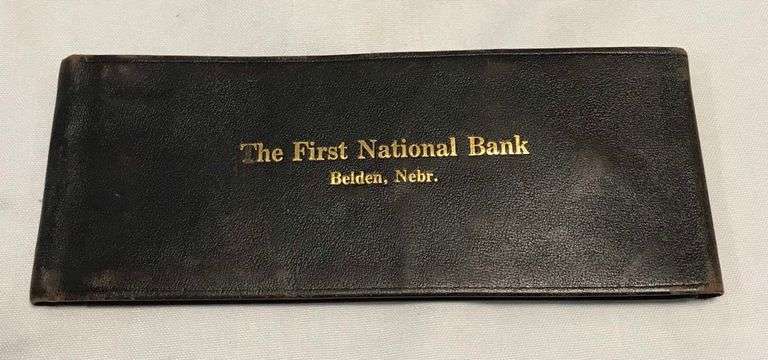 The First National Bank
Belden, Nebr.